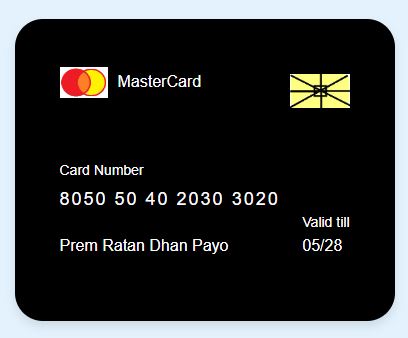 MasterCard
Card Number
8050 50 40 2030 3020
Valid till
Prem Ratan Dhan Payo 05/28